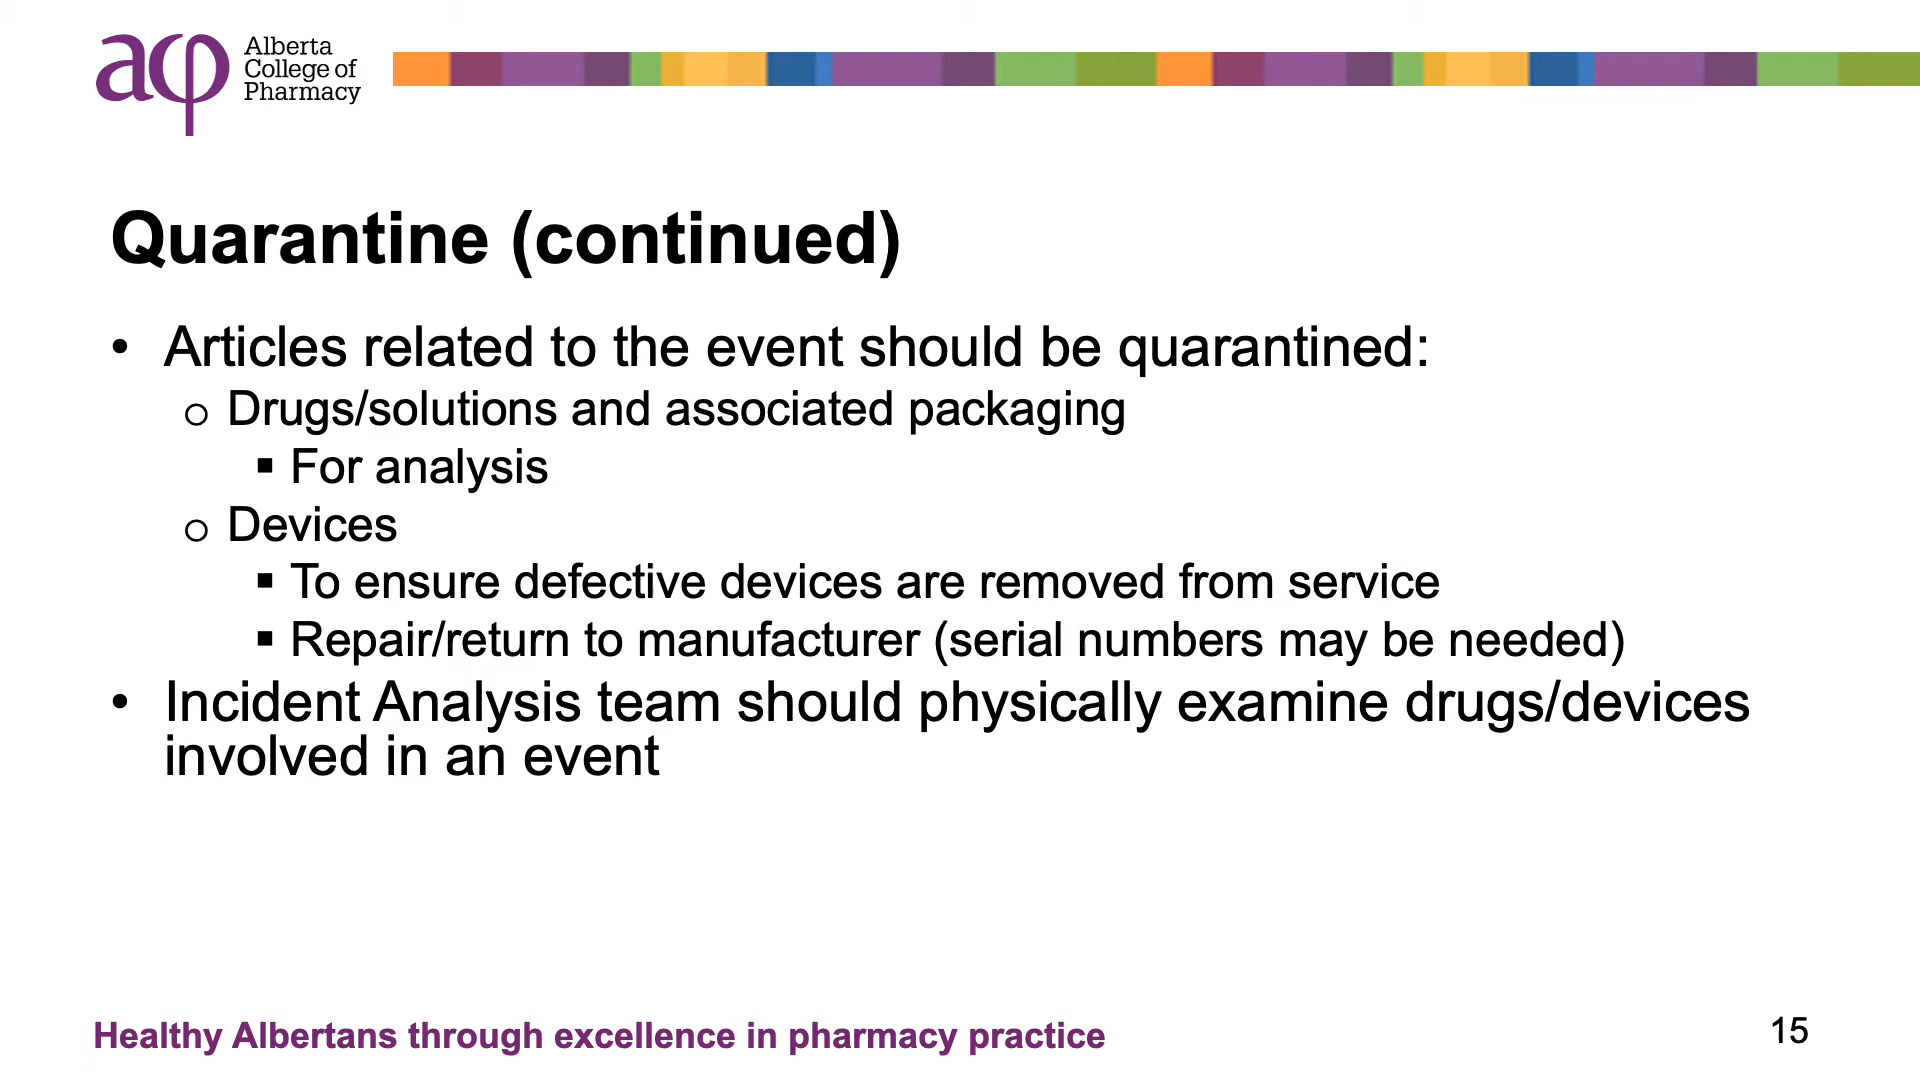 acp
Alberta
College of
Pharmacy
Quarantine (continued)
• Articles related to the event should be quarantined:
o Drugs/solutions and associated packaging
▪ For analysis
o Devices
▪ To ensure defective devices are removed from service
▪ Repair/return to manufacturer (serial numbers may be needed)
• Incident Analysis team should physically examine drugs/devices
involved in an event
Healthy Albertans through excellence in pharmacy practice
15